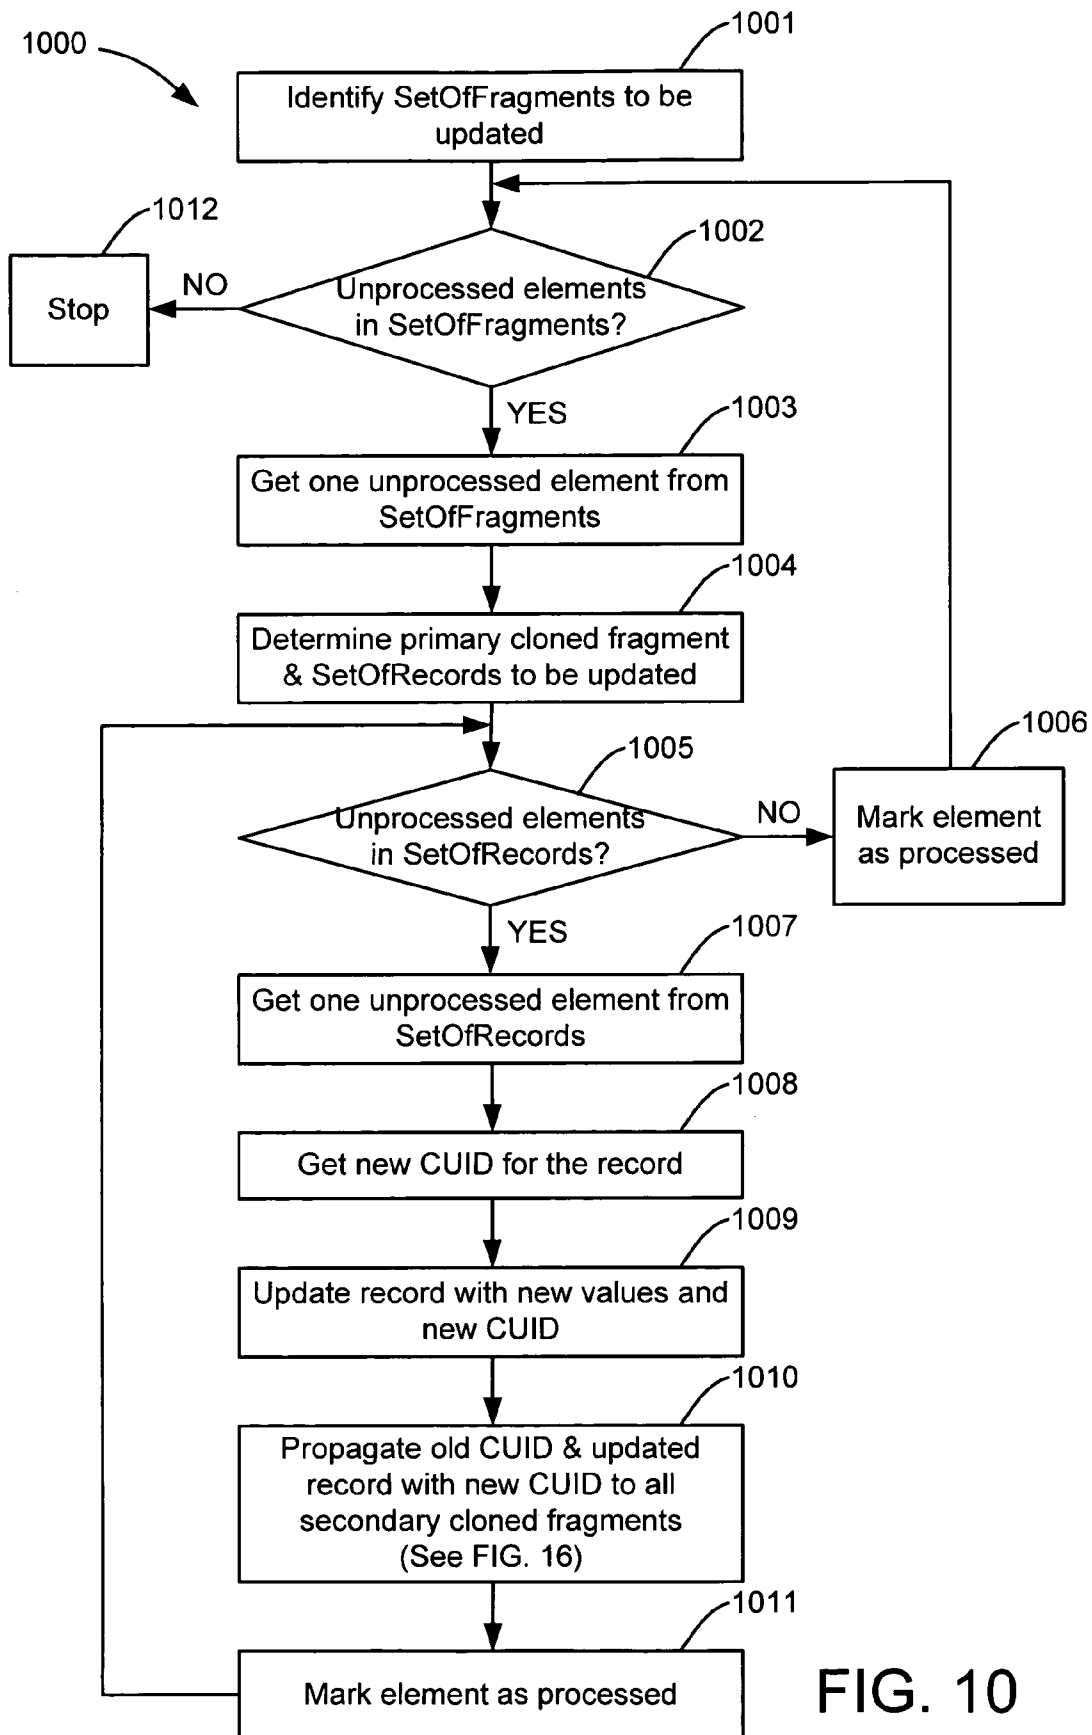 1000
1001
Identify SetOfFragments to be
updated
1012
Stop
NO
1002
Unprocessed elements
in SetOfFragments?
YES
1003
Get one unprocessed element from
SetOfFragments
1004
Determine primary cloned fragment
& SetOfRecords to be updated
1005
Unprocessed elements
in SetOfRecords?
NO
1006
Mark element
as processed
YES
1007
Get one unprocessed element from
SetOfRecords
1008
Get new CUID for the record
1009
Update record with new values and
new CUID
1010
Propagate old CUID & updated
record with new CUID to all
secondary cloned fragments
(See FIG. 16)
1011
Mark element as processed
FIG. 10